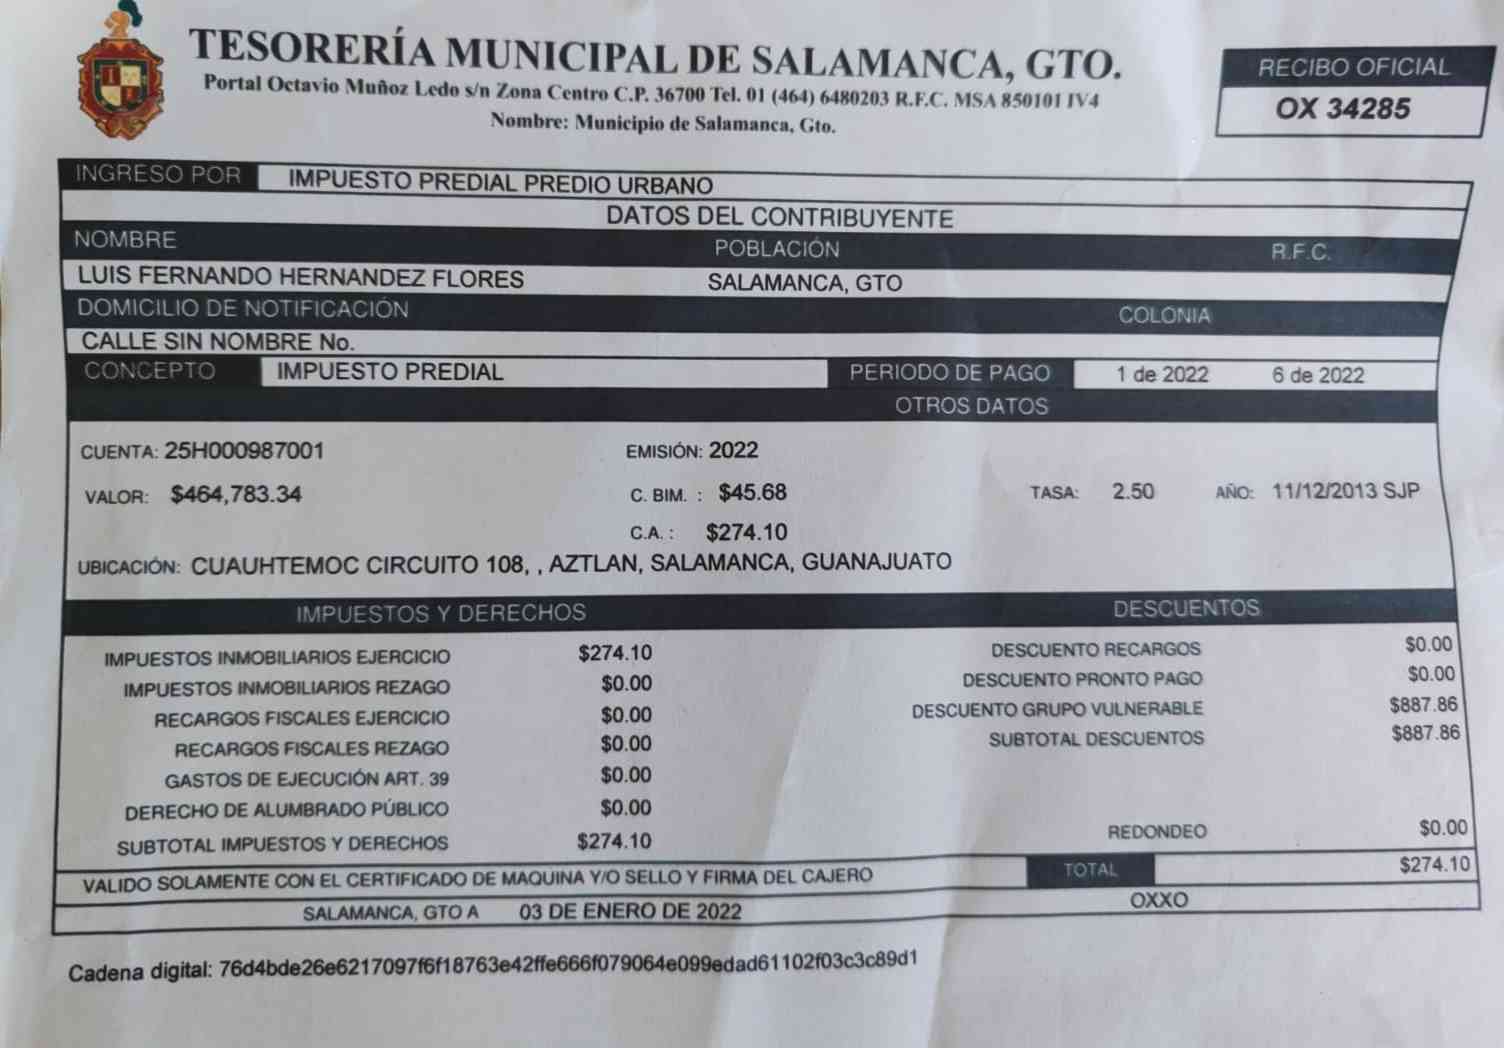 TESORERÍA MUNICIPAL DE SALAMANCA, GTO.
Portal Octavio Muñoz Ledo s/n Zona Centro C.P. 36700 Tel. 01 (464) 6480203 R.F.C. MSA 850101 IV4
Nombre: Municipio de Salamanca, Gto.
RECIBO OFICIAL
OX 34285
INGRESO POR IMPUESTO PREDIAL PREDIO URBANO
DATOS DEL CONTRIBUYENTE
NOMBRE POBLACIÓN R.F.C.
LUIS FERNANDO HERNANDEZ FLORES SALAMANCA, GTO
DOMICILIO DE NOTIFICACIÓN COLONIA
CALLE SIN NOMBRE No.
CONCEPTO IMPUESTO PREDIAL PERIODO DE PAGO 1 de 2022 6 de 2022
OTROS DATOS
CUENTA: 25H000987001 EMISIÓN: 2022
VALOR: $464,783.34 C. BIM. : $45.68 TASA: 2.50 AÑO: 11/12/2013 SJP
C.A. : $274.10
UBICACIÓN: CUAUHTEMOC CIRCUITO 108, , AZTLAN, SALAMANCA, GUANAJUATO
IMPUESTOS Y DERECHOS DESCUENTOS
IMPUESTOS INMOBILIARIOS EJERCICIO $274.10 DESCUENTO RECARGOS $0.00
IMPUESTOS INMOBILIARIOS REZAGO $0.00 DESCUENTO PRONTO PAGO $0.00
RECARGOS FISCALES EJERCICIO $0.00 DESCUENTO GRUPO VULNERABLE $887.86
RECARGOS FISCALES REZAGO $0.00 SUBTOTAL DESCUENTOS $887.86
GASTOS DE EJECUCIÓN ART. 39 $0.00
DERECHO DE ALUMBRADO PÚBLICO $0.00
SUBTOTAL IMPUESTOS Y DERECHOS $274.10 REDONDEO $0.00
VALIDO SOLAMENTE CON EL CERTIFICADO DE MAQUINA Y/O SELLO Y FIRMA DEL CAJERO TOTAL $274.10
SALAMANCA, GTO A 03 DE ENERO DE 2022 OXXO
Cadena digital: 76d4bde26e6217097f6f18763e42ffe666f079064e099edad61102f03c3c89d1